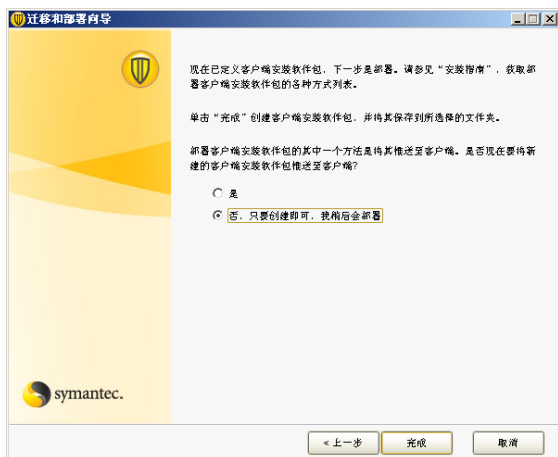 迁移和部署向导
现在已定义客户端安装软件包，下一步是部署。请参见“安装指南”，获取部
署客户端安装软件包的各种方式列表。
单击“完成”创建客户端安装软件包，并将其保存到所选择的文件夹。
部署客户端安装软件包的其中一个方法是将其推送至客户端。是否现在要将新
建的客户端安装软件包推送至客户端?
是
否，只要创建即可，我稍后会部署
symantec.
<上一步
完成
取消